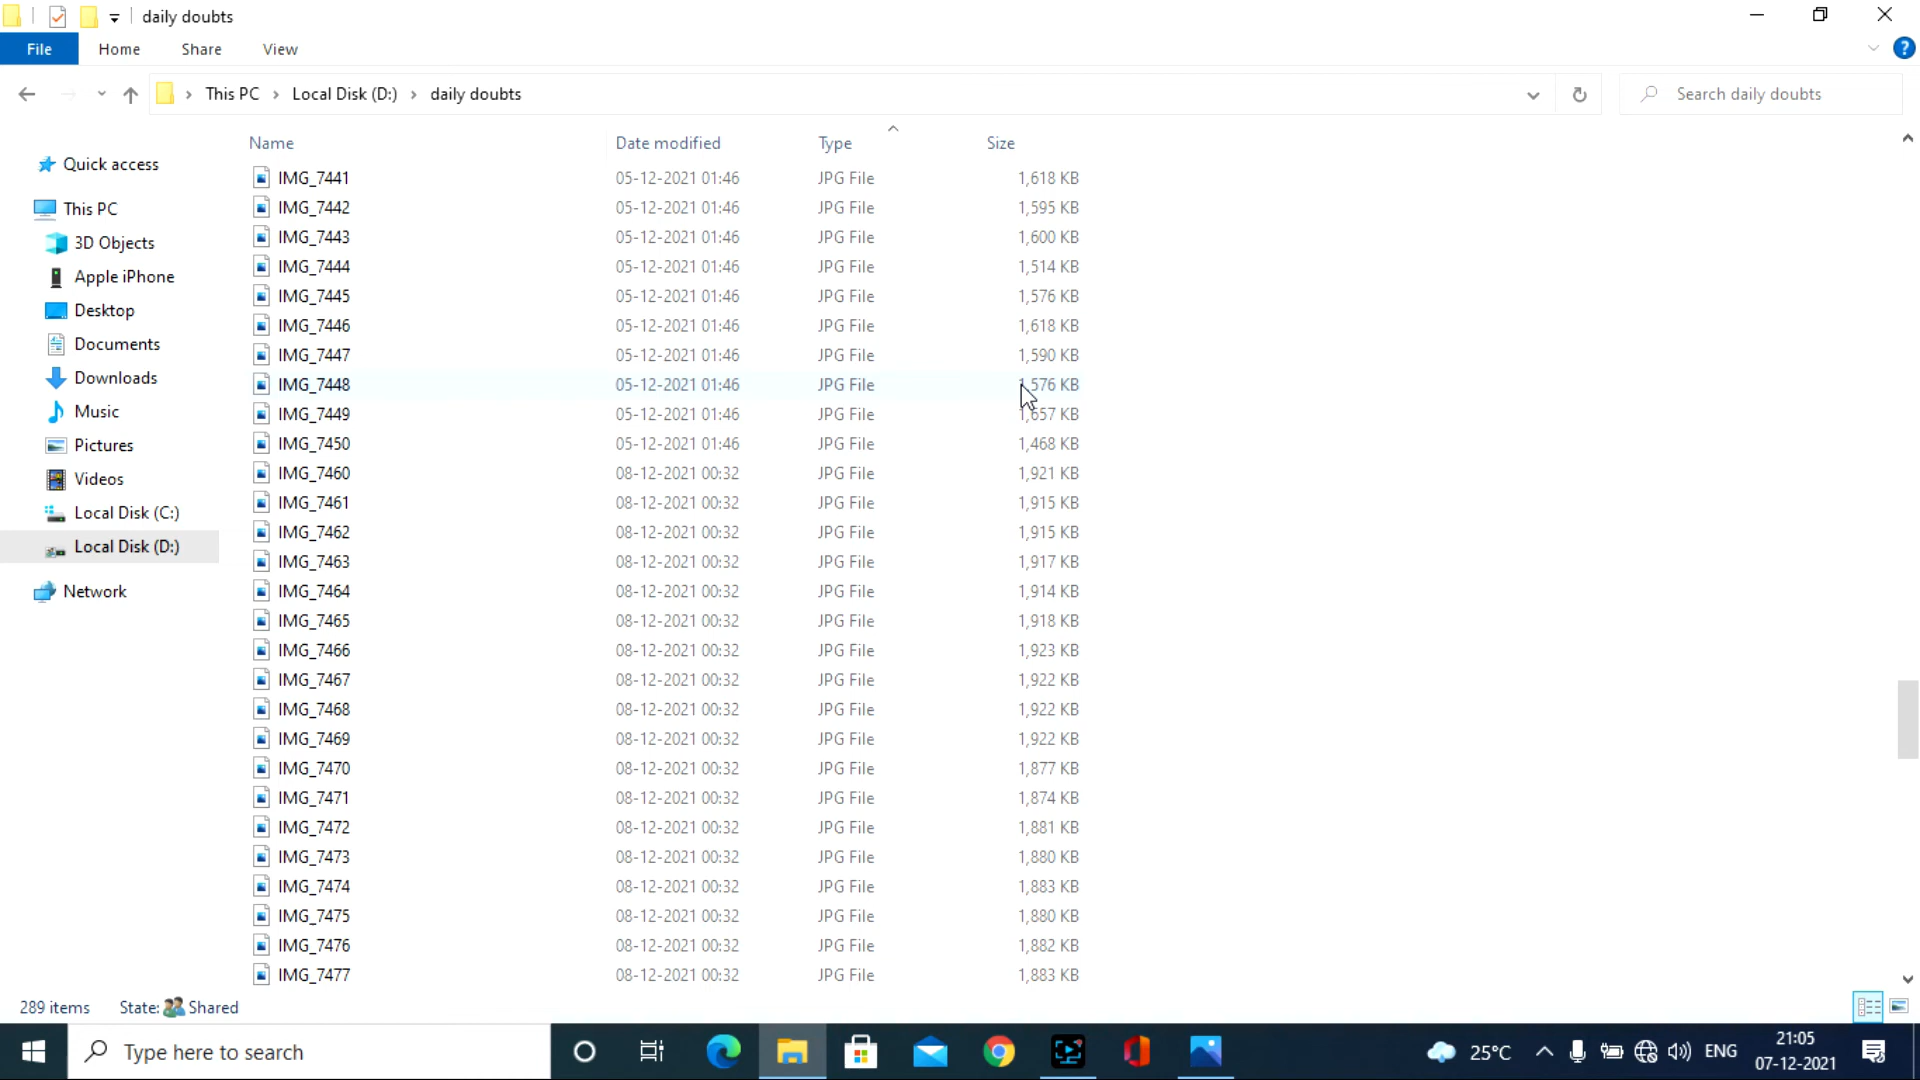 daily doubts
File Home Share View
This PC > Local Disk (D:) > daily doubts
Search daily doubts
Name Date modified Type Size
Quick access
This PC
3D Objects
Apple iPhone
Desktop
Documents
Downloads
Music
Pictures
Videos
Local Disk (C:)
Local Disk (D:)
Network
IMG_7441 05-12-2021 01:46 JPG File 1,618 KB
IMG_7442 05-12-2021 01:46 JPG File 1,595 KB
IMG_7443 05-12-2021 01:46 JPG File 1,600 KB
IMG_7444 05-12-2021 01:46 JPG File 1,514 KB
IMG_7445 05-12-2021 01:46 JPG File 1,576 KB
IMG_7446 05-12-2021 01:46 JPG File 1,618 KB
IMG_7447 05-12-2021 01:46 JPG File 1,590 KB
IMG_7448 05-12-2021 01:46 JPG File 1,576 KB
IMG_7449 05-12-2021 01:46 JPG File 1,657 KB
IMG_7450 05-12-2021 01:46 JPG File 1,468 KB
IMG_7460 08-12-2021 00:32 JPG File 1,921 KB
IMG_7461 08-12-2021 00:32 JPG File 1,915 KB
IMG_7462 08-12-2021 00:32 JPG File 1,915 KB
IMG_7463 08-12-2021 00:32 JPG File 1,917 KB
IMG_7464 08-12-2021 00:32 JPG File 1,914 KB
IMG_7465 08-12-2021 00:32 JPG File 1,918 KB
IMG_7466 08-12-2021 00:32 JPG File 1,923 KB
IMG_7467 08-12-2021 00:32 JPG File 1,922 KB
IMG_7468 08-12-2021 00:32 JPG File 1,922 KB
IMG_7469 08-12-2021 00:32 JPG File 1,922 KB
IMG_7470 08-12-2021 00:32 JPG File 1,877 KB
IMG_7471 08-12-2021 00:32 JPG File 1,874 KB
IMG_7472 08-12-2021 00:32 JPG File 1,881 KB
IMG_7473 08-12-2021 00:32 JPG File 1,880 KB
IMG_7474 08-12-2021 00:32 JPG File 1,883 KB
IMG_7475 08-12-2021 00:32 JPG File 1,880 KB
IMG_7476 08-12-2021 00:32 JPG File 1,882 KB
IMG_7477 08-12-2021 00:32 JPG File 1,883 KB
289 items State: Shared
Type here to search
25°C
ENG
21:05
07-12-2021